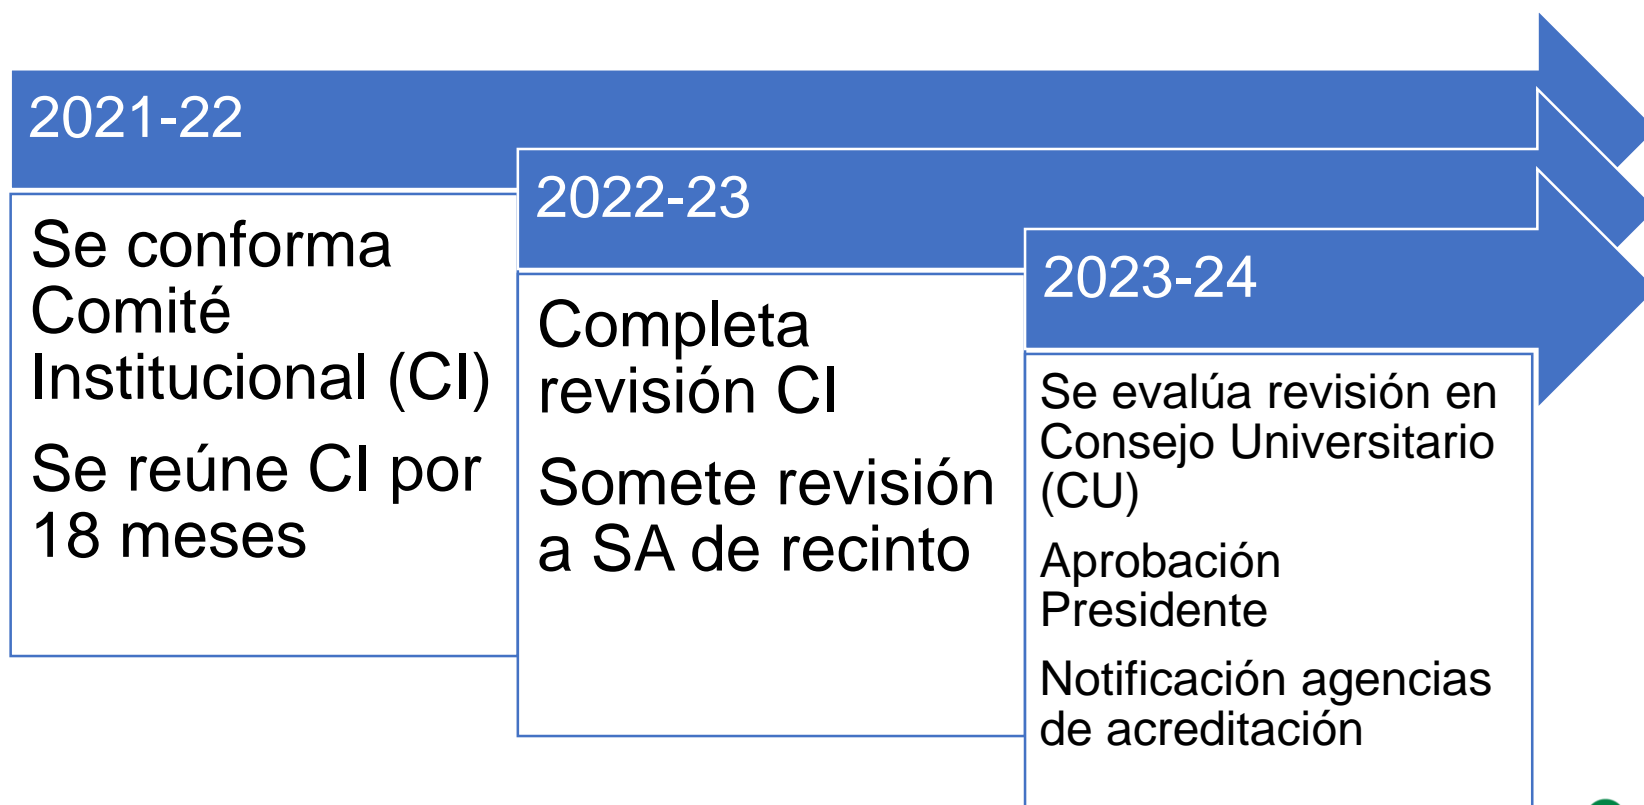 2021-22
Se conforma
Comité
Institucional (CI)
Se reúne CI por
18 meses
2022-23
Completa
revisión CI
Somete revisión
a SA de recinto
2023-24
Se evalúa revisión en
Consejo Universitario
(CU)
Aprobación
Presidente
Notificación agencias
de acreditación